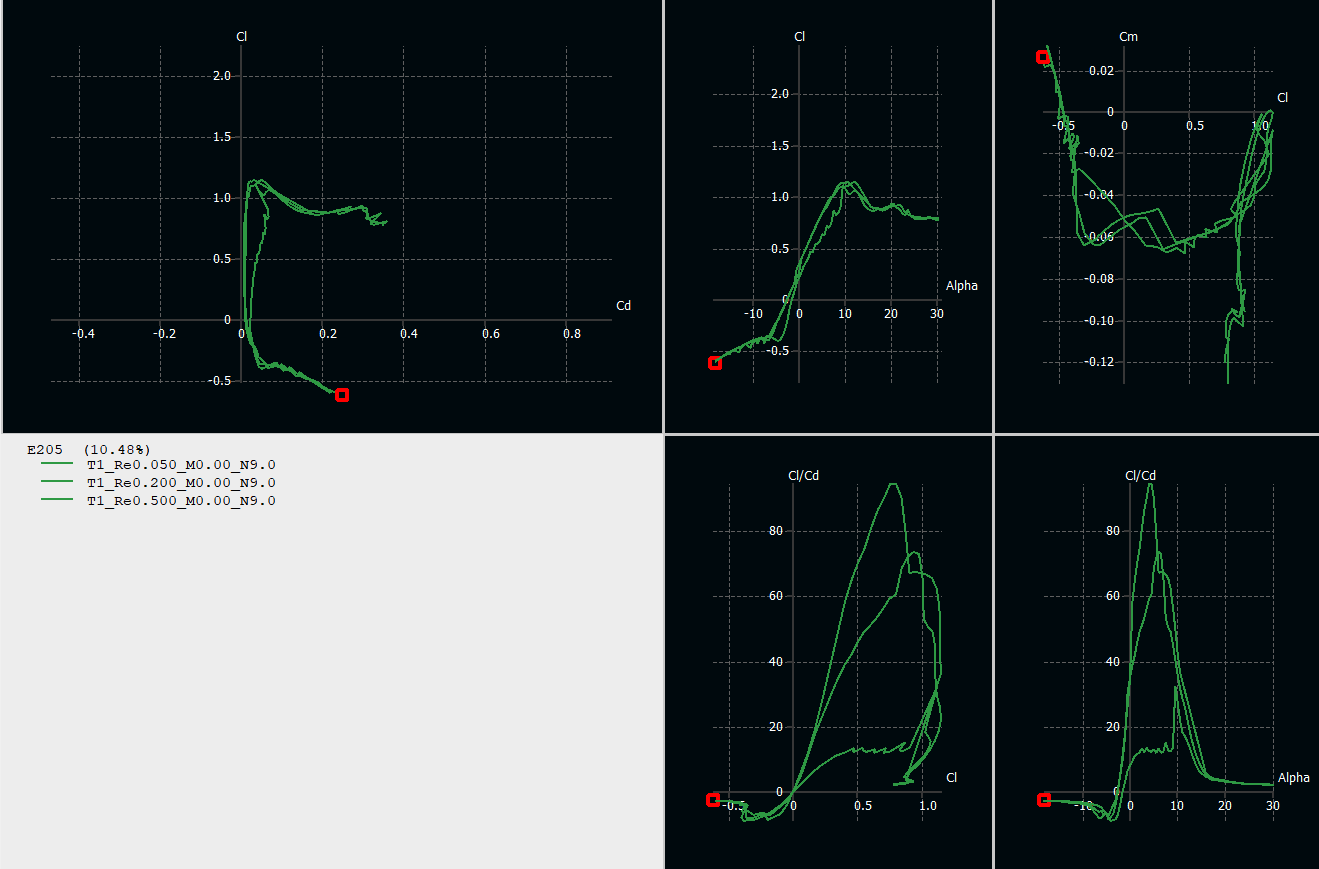 Cl
2.0
1.5
1.0
0.5
0
-0.5
Cd
-0.4 -0.2 0 0.2 0.4 0.6 0.8
Cl
2.0
1.5
1.0
0.5
0
-0.5
Alpha
-10 0 10 20 30
Cm
0.02
0
-0.02
-0.04
-0.06
-0.08
-0.10
-0.12
Cl
-0.5 0 0.5 1.0
E205 (10.48%)
T1_Re0.050_M0.00_N9.0
T1_Re0.200_M0.00_N9.0
T1_Re0.500_M0.00_N9.0
Cl/Cd
80
60
40
20
0
Cl
-0.5 0 0.5 1.0
Cl/Cd
80
60
40
20
0
Alpha
-10 0 10 20 30